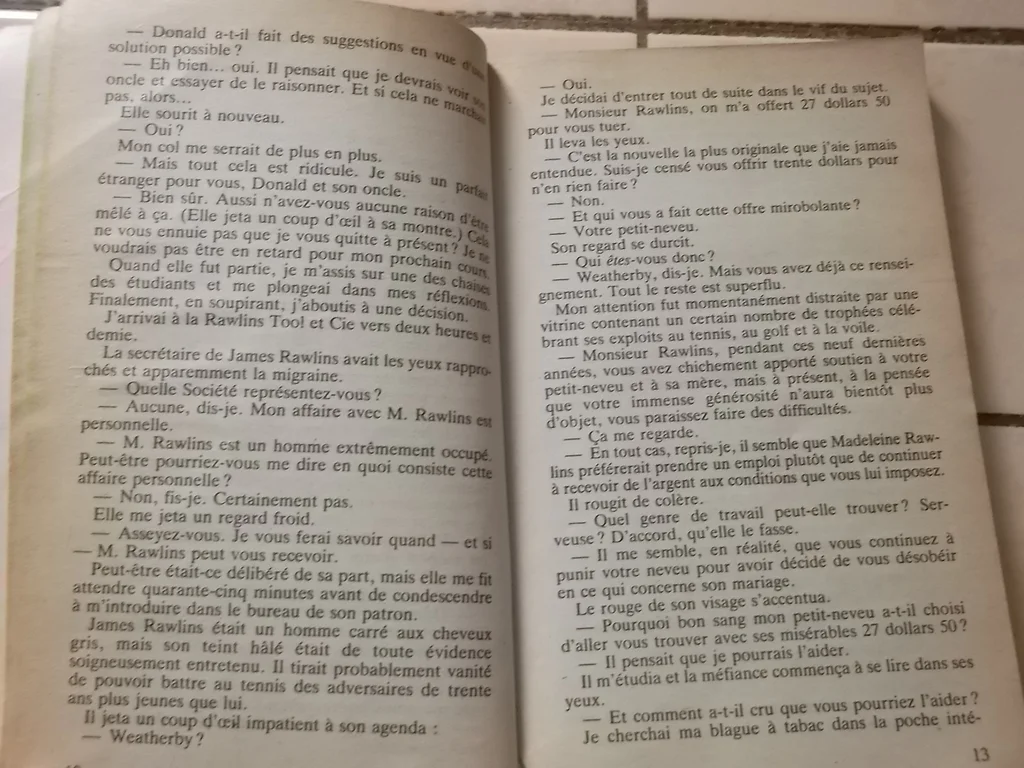 — Donald a-t-il fait des suggestions en vue d'une
solution possible ?
— Eh bien... oui. Il pensait que je devrais voir son
oncle et essayer de le raisonner. Et si cela ne marchait
pas, alors...
Elle sourit à nouveau.
— Oui ?
Mon col me serrait de plus en plus.
— Mais tout cela est ridicule. Je suis un parfait
étranger pour vous, Donald et son oncle.
— Bien sûr. Aussi n'avez-vous aucune raison d'être
mêlé à ça. (Elle jeta un coup d'œil à sa montre.) Cela
ne vous ennuie pas que je vous quitte à présent ? Je ne
voudrais pas être en retard pour mon prochain cours.
Quand elle fut partie, je m'assis sur une des chaises
des étudiants et me plongeai dans mes réflexions.
Finalement, en soupirant, j'aboutis à une décision.
J'arrivai à la Rawlins Tool et Cie vers deux heures et
demie.
La secrétaire de James Rawlins avait les yeux rappro-
chés et apparemment la migraine.
— Quelle Société représentez-vous ?
— Aucune, dis-je. Mon affaire avec M. Rawlins est
personnelle.
— M. Rawlins est un homme extrêmement occupé.
Peut-être pourriez-vous me dire en quoi consiste cette
affaire personnelle ?
— Non, fis-je. Certainement pas.
Elle me jeta un regard froid.
— Asseyez-vous. Je vous ferai savoir quand — et si
— M. Rawlins peut vous recevoir.
Peut-être était-ce délibéré de sa part, mais elle me fit
attendre quarante-cinq minutes avant de condescendre
à m'introduire dans le bureau de son patron.
James Rawlins était un homme carré aux cheveux
gris, mais son teint hâlé était de toute évidence
soigneusement entretenu. Il tirait probablement vanité
de pouvoir battre au tennis des adversaires de trente
ans plus jeunes que lui.
Il jeta un coup d'œil impatient à son agenda :
— Weatherby ?
— Oui.
Je décidai d'entrer tout de suite dans le vif du sujet.
— Monsieur Rawlins, on m'a offert 27 dollars 50
pour vous tuer.
Il leva les yeux.
— C'est la nouvelle la plus originale que j'aie jamais
entendue. Suis-je censé vous offrir trente dollars pour
n'en rien faire ?
— Non.
— Et qui vous a fait cette offre mirobolante ?
— Votre petit-neveu.
Son regard se durcit.
— Qui êtes-vous donc ?
— Weatherby, dis-je. Mais vous avez déjà ce rensei-
gnement. Tout le reste est superflu.
Mon attention fut momentanément distraite par une
vitrine contenant un certain nombre de trophées célé-
brant ses exploits au tennis, au golf et à la voile.
— Monsieur Rawlins, pendant ces neuf dernières
années, vous avez chichement apporté soutien à votre
petit-neveu et à sa mère, mais à présent, à la pensée
que votre immense générosité n'aura bientôt plus
d'objet, vous paraissez faire des difficultés.
— Ça me regarde.
— En tout cas, repris-je, il semble que Madeleine Raw-
lins préférerait prendre un emploi plutôt que de continuer
à recevoir de l'argent aux conditions que vous lui imposez.
Il rougit de colère.
— Quel genre de travail peut-elle trouver ? Ser-
veuse ? D'accord, qu'elle le fasse.
— Il me semble, en réalité, que vous continuez à
punir votre neveu pour avoir décidé de vous désobéir
en ce qui concerne son mariage.
Le rouge de son visage s'accentua.
— Pourquoi bon sang mon petit-neveu a-t-il choisi
d'aller vous trouver avec ses misérables 27 dollars 50 ?
— Il pensait que je pourrais l'aider.
Il m'étudia et la méfiance commença à se lire dans ses
yeux.
— Et comment a-t-il cru que vous pourriez l'aider ?
Je cherchai ma blague à tabac dans la poche inté-
13